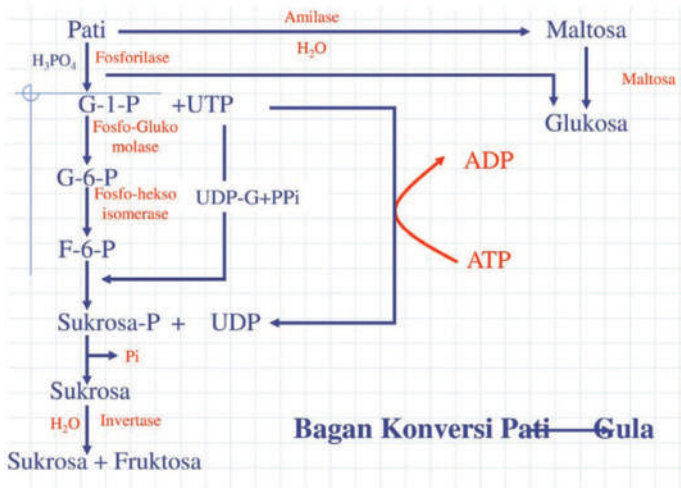 Amilase
Pati
Maltosa
H₂O
H₃PO₄
Fosforilase
Maltosa
G-1-P +UTP
Glukosa
Fosfo-Gluko
molase
ADP
G-6-P
Fosfo-hekso
isomerase
UDP-G+PPi
F-6-P
ATP
Sukrosa-P + UDP
Pi
Sukrosa
H₂O
Invertase
Bagan Konversi Pati Gula
Sukrosa + Fruktosa